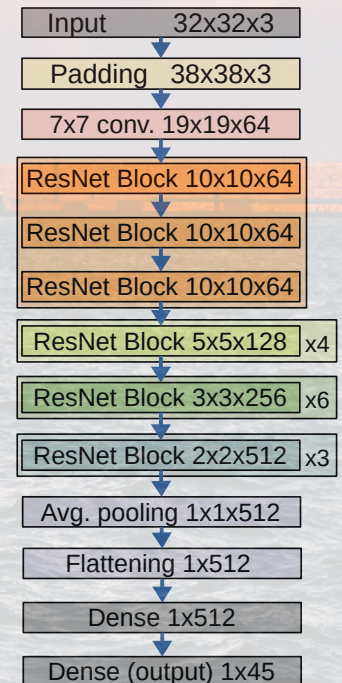 Input 32x32x3
Padding 38x38x3
7x7 conv. 19x19x64
ResNet Block 10x10x64
ResNet Block 10x10x64
ResNet Block 10x10x64
ResNet Block 5x5x128 x4
ResNet Block 3x3x256 x6
ResNet Block 2x2x512 x3
Avg. pooling 1x1x512
Flattening 1x512
Dense 1x512
Dense (output) 1x45